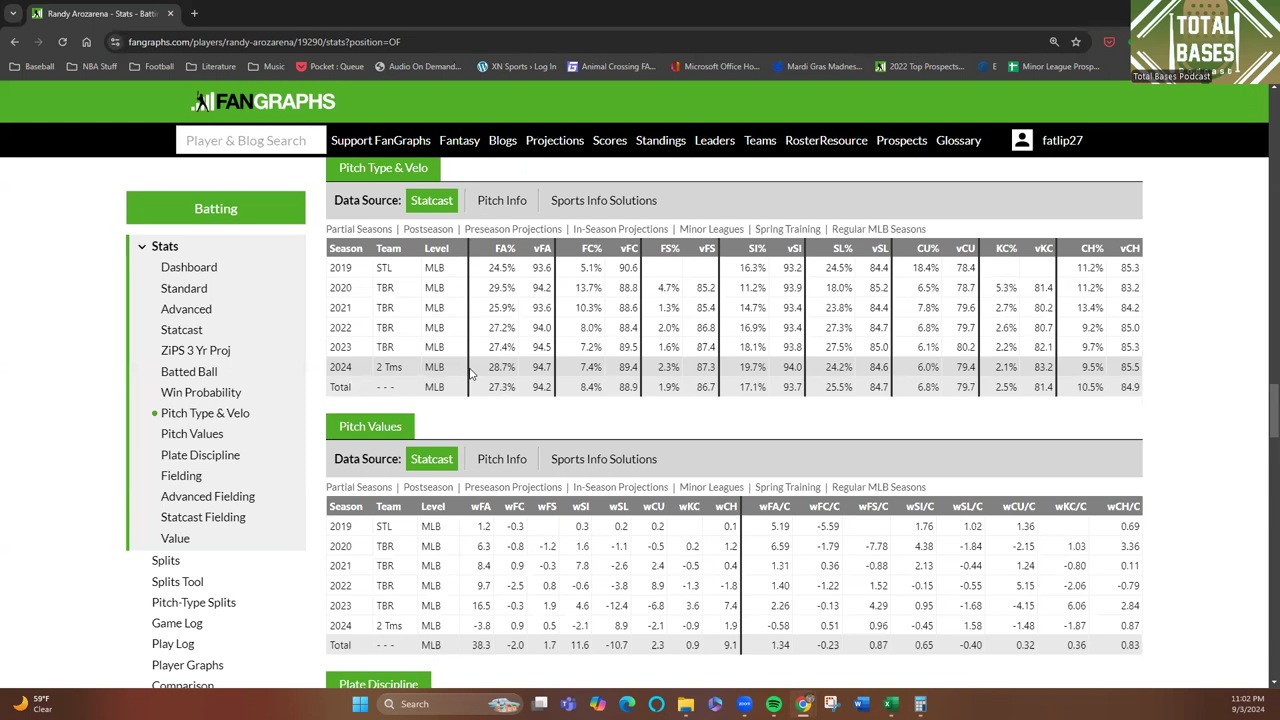 Randy Arozarena - Stats - Batti
fangraphs.com/players/randy-arozarena/19290/stats?position=OF
Baseball NBA Stuff Football Literature Music Pocket : Queue Audio On Demand... XN Sports › Log In Animal Crossing FA... Microsoft Office Ho... Mardi Gras Madnes... 2022 Top Prospects... E Minor League Prosp...
TOTAL
BASES
Podcast
Total Bases Podcast
FANGRAPHS
Player & Blog Search Support FanGraphs Fantasy Blogs Projections Scores Standings Leaders Teams RosterResource Prospects Glossary fatlip27
Batting
Stats
Dashboard
Standard
Advanced
Statcast
ZiPS 3 Yr Proj
Batted Ball
Win Probability
Pitch Type & Velo
Pitch Values
Plate Discipline
Fielding
Advanced Fielding
Statcast Fielding
Value
Splits
Splits Tool
Pitch-Type Splits
Game Log
Play Log
Player Graphs
Comparison
Pitch Type & Velo
Data Source: Statcast Pitch Info Sports Info Solutions
Partial Seasons | Postseason | Preseason Projections | In-Season Projections | Minor Leagues | Spring Training | Regular MLB Seasons
Season Team Level FA% vFA FC% vFC FS% vFS SI% vSI SL% vSL CU% vCU KC% vKC CH% vCH
2019 STL MLB 24.5% 93.6 5.1% 90.6 16.3% 93.2 24.5% 84.4 18.4% 78.4 11.2% 85.3
2020 TBR MLB 29.5% 94.2 13.7% 88.8 4.7% 85.2 11.2% 93.9 18.0% 85.2 6.5% 78.7 5.3% 81.4 11.2% 83.2
2021 TBR MLB 25.9% 93.6 10.3% 88.6 1.3% 85.4 14.7% 93.4 23.8% 84.4 7.8% 79.6 2.7% 80.2 13.4% 84.2
2022 TBR MLB 27.2% 94.0 8.0% 88.4 2.0% 86.8 16.9% 93.4 27.3% 84.7 6.8% 79.7 2.6% 80.7 9.2% 85.0
2023 TBR MLB 27.4% 94.5 7.2% 89.5 1.6% 87.4 18.1% 93.8 27.5% 84.7 6.1% 80.2 2.2% 82.1 9.7% 85.3
2024 2 Tms MLB 28.7% 94.7 7.4% 89.4 2.3% 87.3 19.7% 94.0 24.2% 84.6 6.0% 79.7 2.1% 83.2 9.5% 85.5
Total - - - MLB 27.3% 94.2 8.4% 88.9 1.9% 86.7 17.1% 93.7 25.5% 84.7 6.8% 79.7 2.5% 81.4 10.5% 84.9
Pitch Values
Data Source: Statcast Pitch Info Sports Info Solutions
Partial Seasons | Postseason | Preseason Projections | In-Season Projections | Minor Leagues | Spring Training | Regular MLB Seasons
Season Team Level wFA wFC wFS wSI wSL wCU wKC wCH wFA/C wFC/C wFS/C wSI/C wSL/C wCU/C wKC/C wCH/C
2019 STL MLB 1.2 -0.3 0.3 0.2 0.2 0.1 5.19 -5.59 1.76 1.02 1.36 0.69
2020 TBR MLB 6.3 -0.8 -1.2 1.6 -1.1 -0.5 0.2 1.2 6.59 -1.79 -7.78 4.38 -1.84 -2.15 1.03 3.36
2021 TBR MLB 8.4 0.9 -0.3 7.8 -2.6 2.4 -0.5 0.4 1.31 0.36 -0.88 2.13 -0.44 1.24 -0.80 0.11
2022 TBR MLB 9.7 -2.5 0.8 -0.6 -3.8 8.9 -1.3 -1.8 1.40 -1.22 1.52 -0.15 -0.55 5.15 -2.06 -0.79
2023 TBR MLB 16.5 -0.3 1.9 4.6 -12.4 -6.8 3.6 7.4 2.26 -0.13 4.29 0.95 -1.68 -4.15 6.06 2.84
2024 2 Tms MLB -3.8 0.9 0.5 -2.1 8.9 -2.1 -0.9 1.9 -0.58 0.51 0.96 -0.45 1.58 -1.48 -1.87 0.87
Total - - - MLB 38.3 -2.0 1.7 11.6 -10.7 2.3 0.9 9.1 1.34 -0.23 0.87 0.65 -0.40 0.32 0.36 0.83
Plate Discipline
59°F
Clear
Search
11:02 PM
9/3/2024